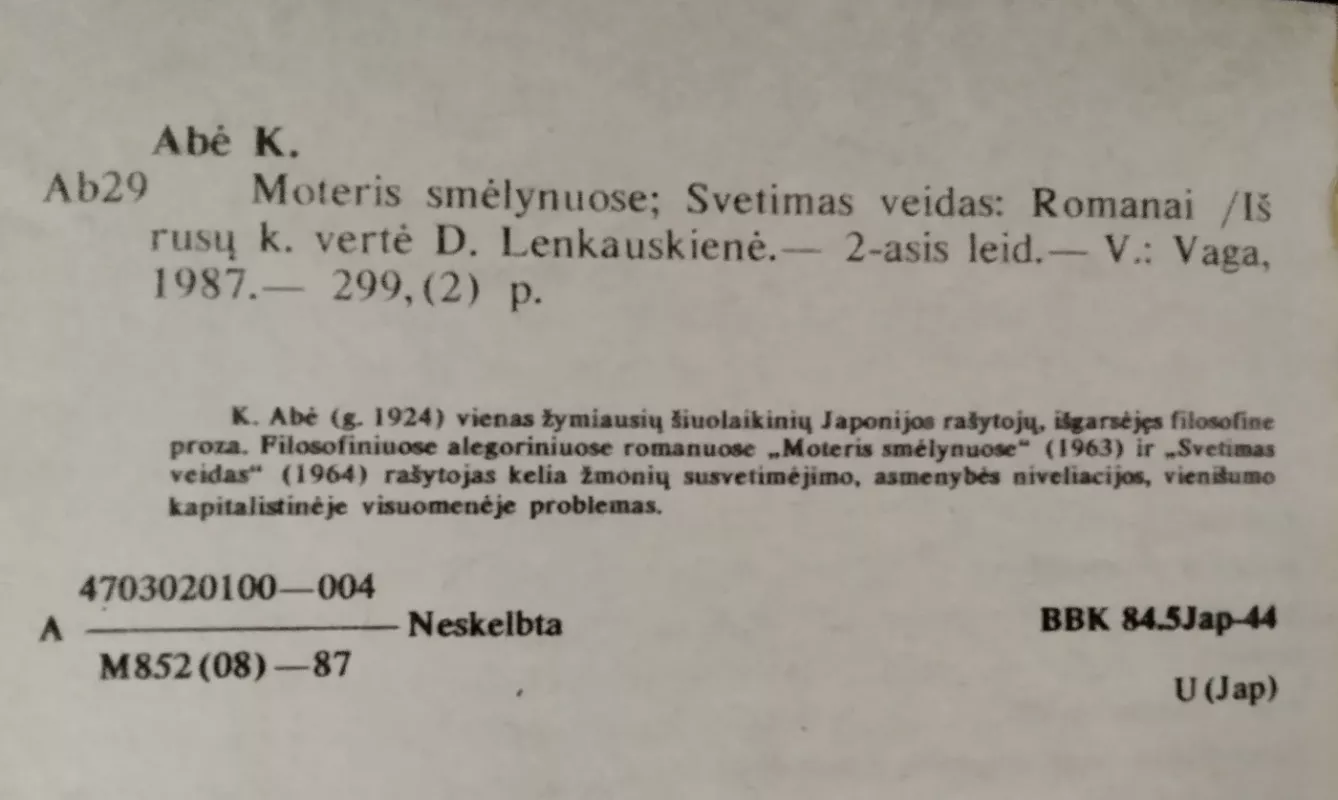 Abė K.
Ab29 Moteris smėlynuose; Svetimas veidas: Romanai /Iš
rusų k. vertė D. Lenkauskienė.— 2-asis leid.— V.: Vaga,
1987.— 299,(2) p.
K. Abė (g. 1924) vienas žymiausių šiuolaikinių Japonijos rašytojų, išgarsėjęs filosofine
proza. Filosofiniuose alegoriniuose romanuose „Moteris smėlynuose“ (1963) ir „Svetimas
veidas“ (1964) rašytojas kelia žmonių susvetimėjimo, asmenybės niveliacijos, vienišumo
kapitalistinėje visuomenėje problemas.
4703020100—004
A Neskelbta
M852(08)—87
BBK 84.5Jap-44
U (Jap)